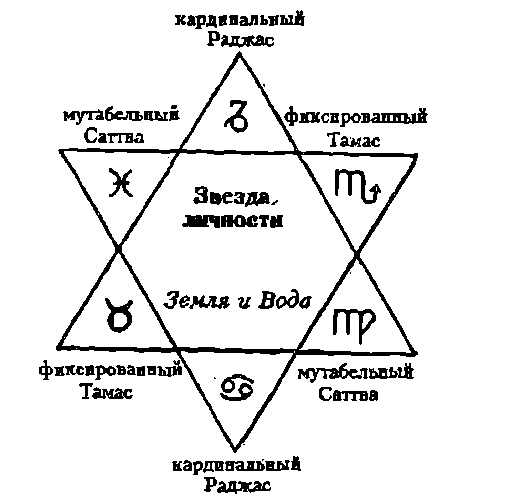 кардинальный
Раджас
мутабельный
Саттва
фиксированный
Тамас
♑
♓
♏
Звезда
личности
Земля и Вода
♉
♍
фиксированный
Тамас
♋
мутабельный
Саттва
кардинальный
Раджас